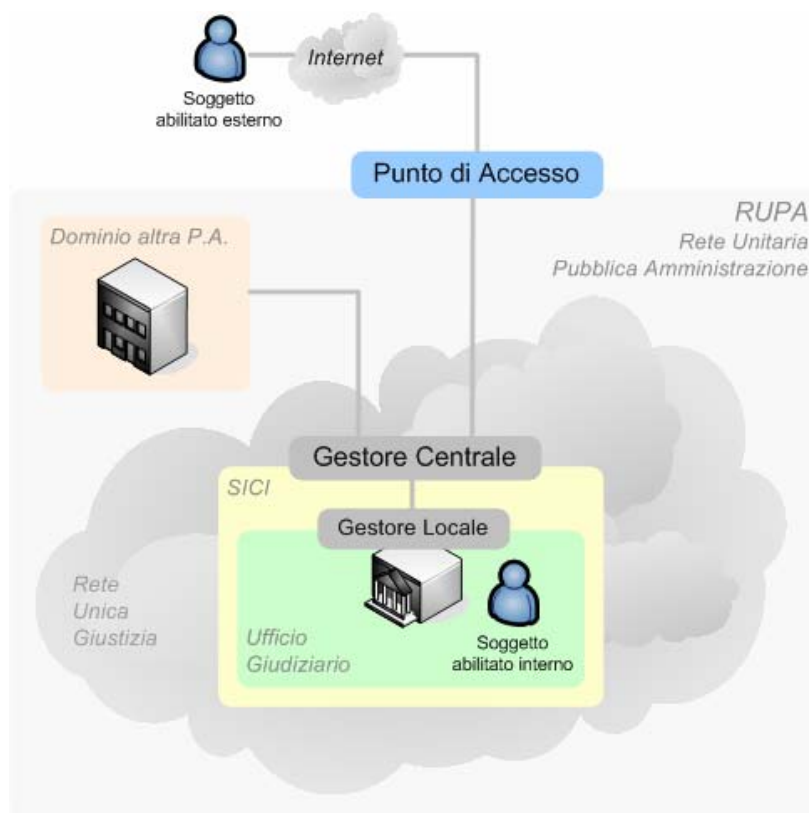 Internet
Soggetto
abilitato esterno
Punto di Accesso
RUPA
Rete Unitaria
Pubblica Amministrazione
Dominio altra P.A.
Gestore Centrale
SICI
Gestore Locale
Rete
Unica
Giustizia
Ufficio
Giudiziario
Soggetto
abilitato interno